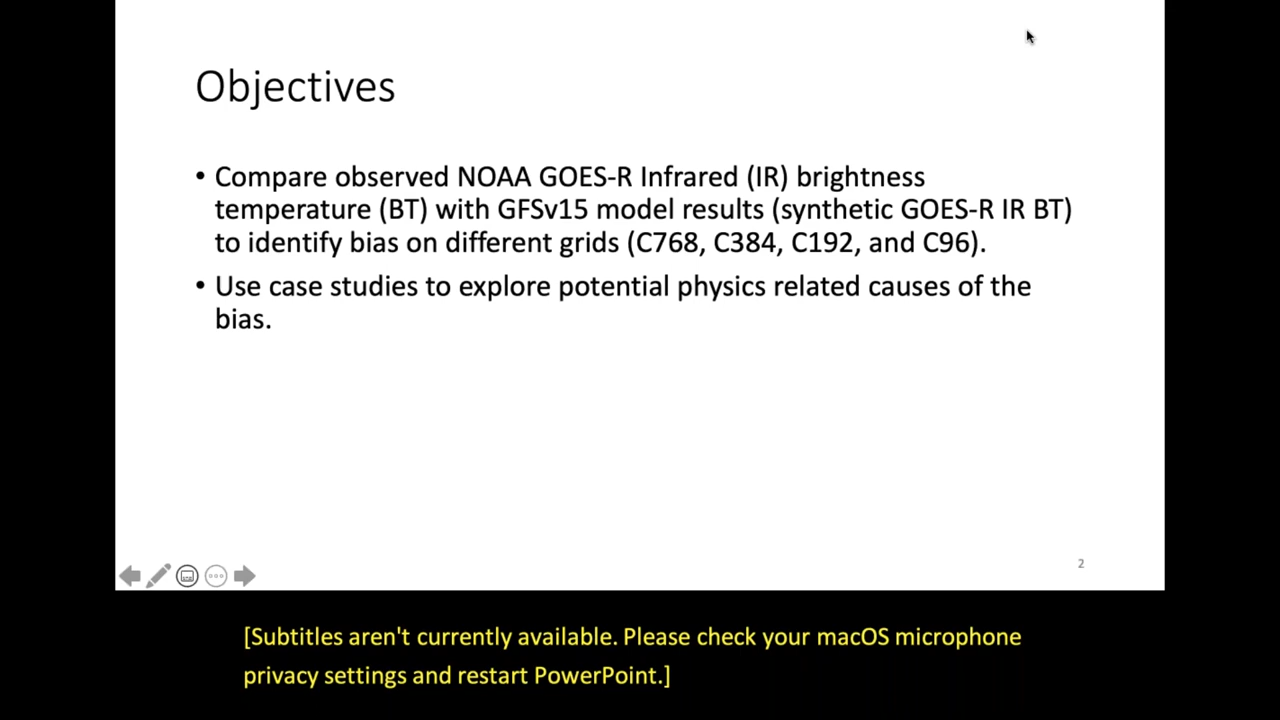 Objectives
• Compare observed NOAA GOES-R Infrared (IR) brightness
temperature (BT) with GFSv15 model results (synthetic GOES-R IR BT)
to identify bias on different grids (C768, C384, C192, and C96).
• Use case studies to explore potential physics related causes of the
bias.
2
[Subtitles aren't currently available. Please check your macOS microphone
privacy settings and restart PowerPoint.]